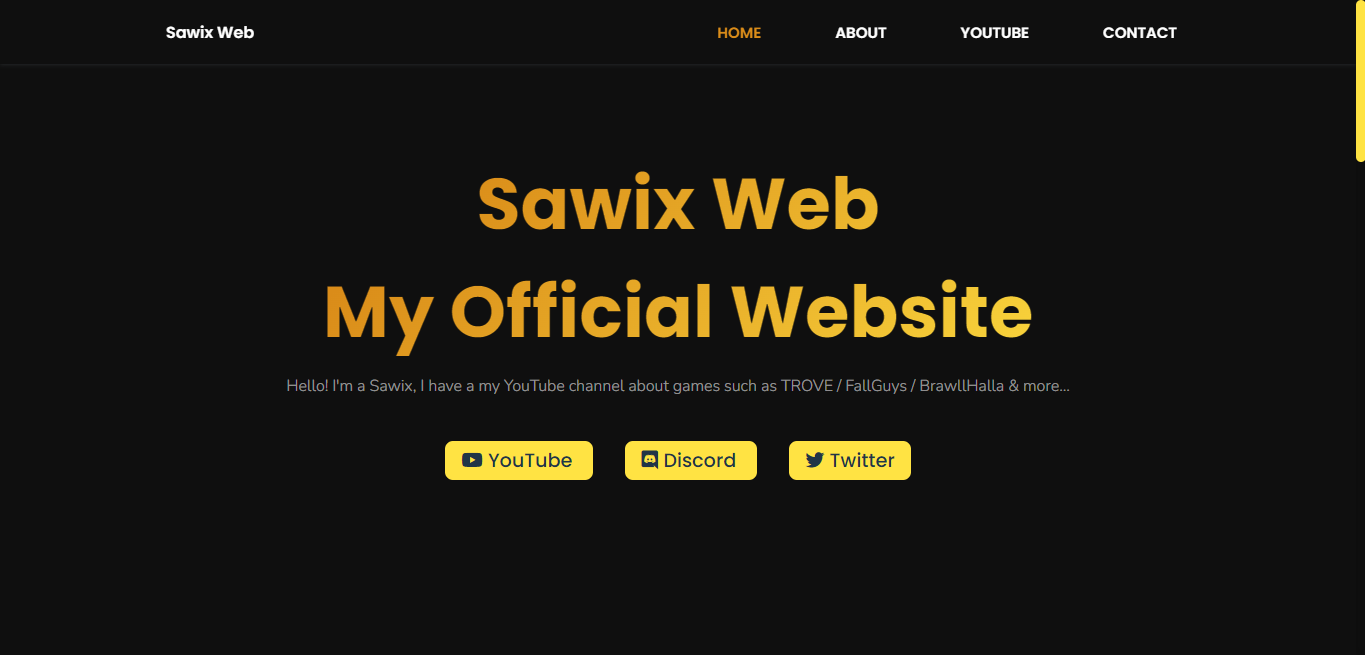 Sawix Web
HOME ABOUT YOUTUBE CONTACT
Sawix Web
My Official Website
Hello! I'm a Sawix, I have a my YouTube channel about games such as TROVE / FallGuys / BrawllHalla & more...
YouTube Discord Twitter